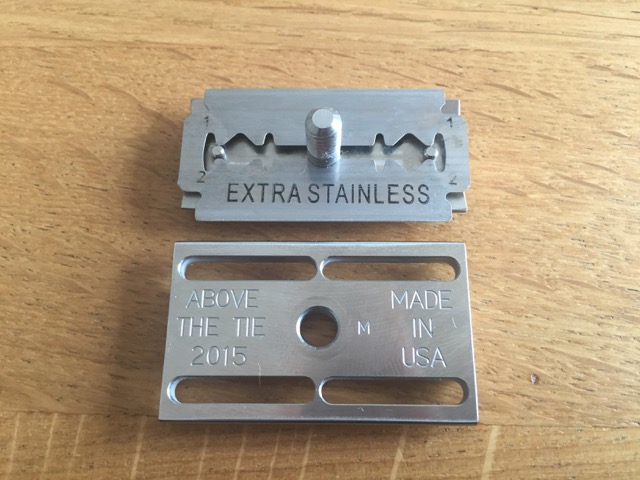 1 1
2 2
EXTRA STAINLESS
ABOVE
THE TIE
2015
M
MADE
IN
USA